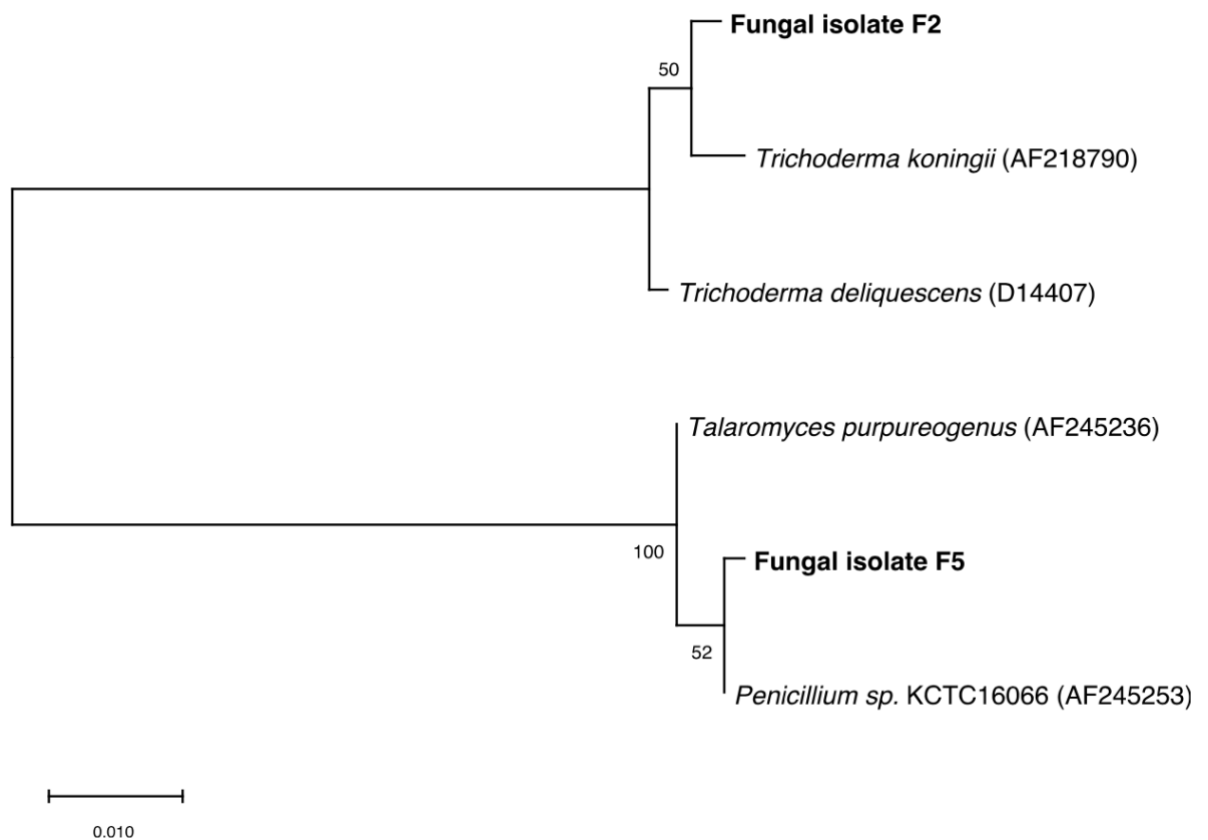 Fungal isolate F2
50
Trichoderma koningii (AF218790)
Trichoderma deliquescens (D14407)
Talaromyces purpureogenus (AF245236)
100
Fungal isolate F5
52
Penicillium sp. KCTC16066 (AF245253)
0.010